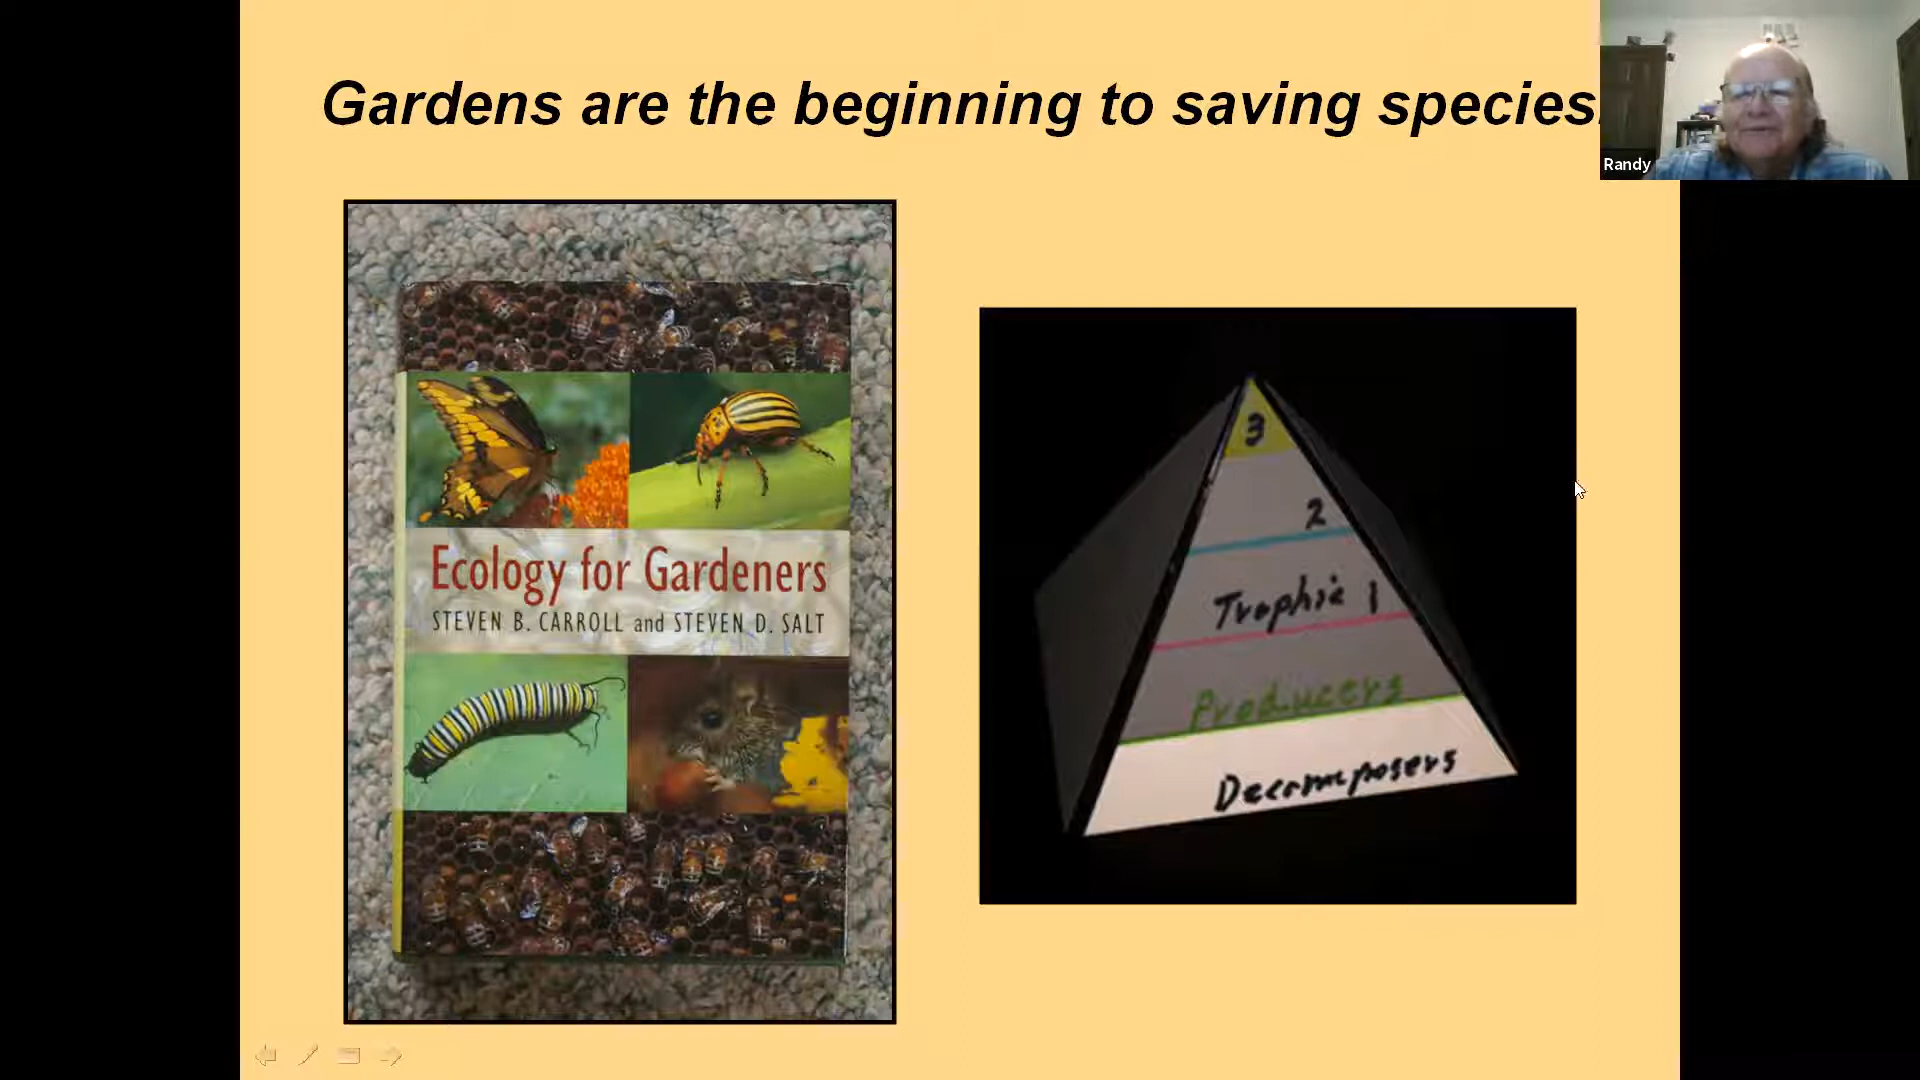 Gardens are the beginning to saving species.
Randy
Ecology for Gardeners
STEVEN B. CARROLL and STEVEN D. SALT
3
2
Trophic 1
Producers
Decomposers